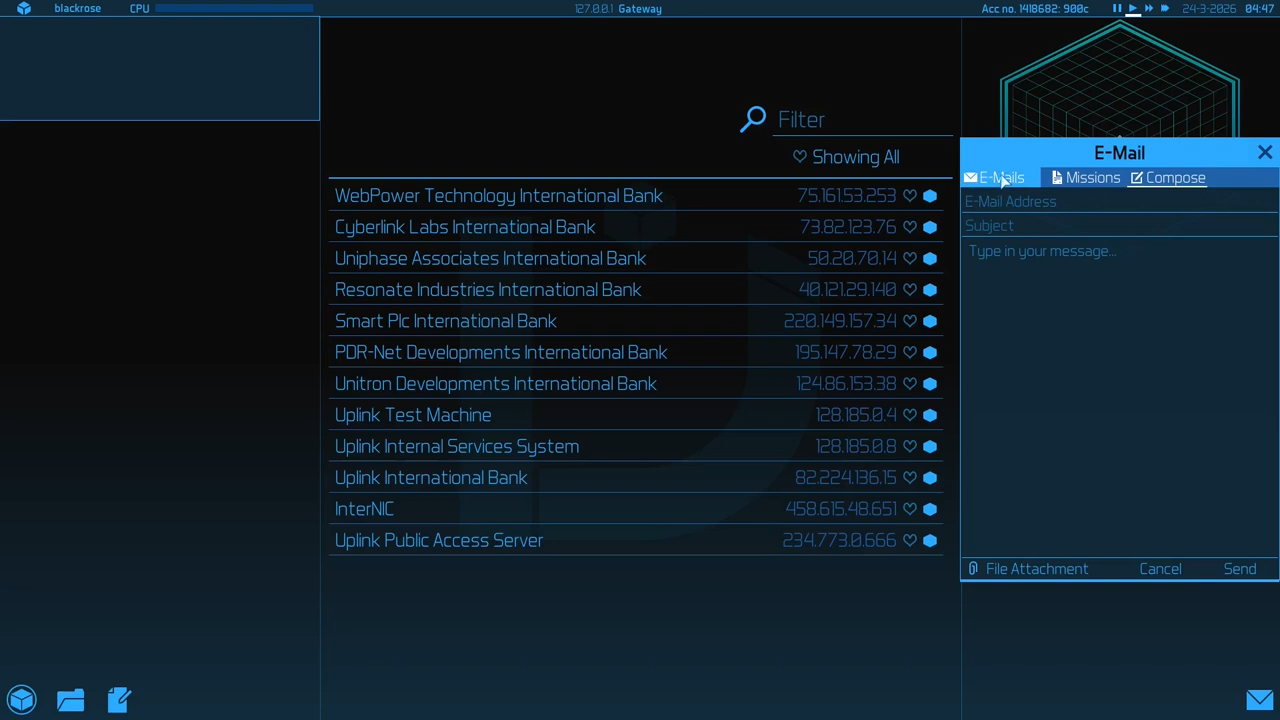 blackrose CPU 127.0.0.1 Gateway Acc no. 1418682: 900c 24-3-2026 04:47
Filter
Showing All
WebPower Technology International Bank 75.161.53.253
Cyberlink Labs International Bank 73.82.123.76
Uniphase Associates International Bank 50.20.70.14
Resonate Industries International Bank 40.121.29.140
Smart Plc International Bank 220.149.157.34
PDR-Net Developments International Bank 195.147.78.29
Unitron Developments International Bank 124.86.153.38
Uplink Test Machine 128.185.0.4
Uplink Internal Services System 128.185.0.8
Uplink International Bank 82.224.136.15
InterNIC 458.615.48.651
Uplink Public Access Server 234.773.0.666
E-Mail
E-Mails Missions Compose
E-Mail Address
Subject
Type in your message...
File Attachment Cancel Send